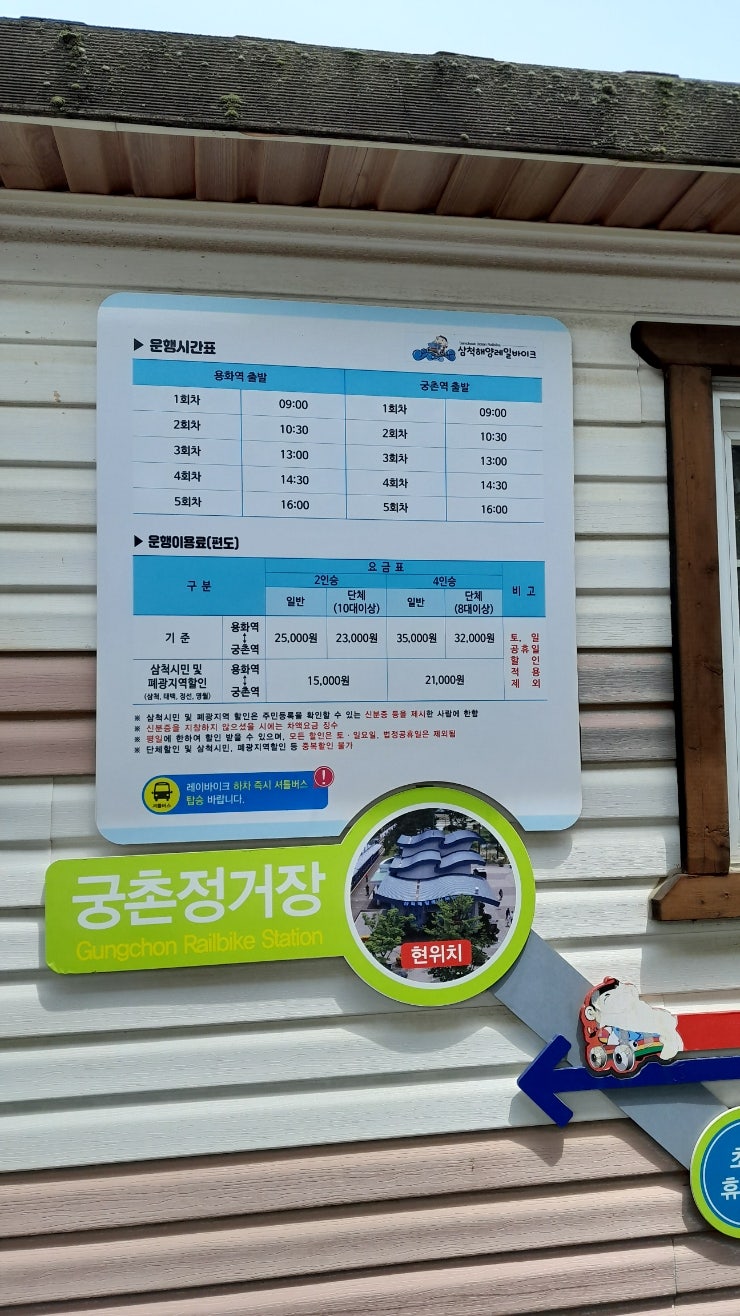 ▶ 운행시간표
삼척해양레일바이크
용화역 출발 궁촌역 출발
1회차 09:00 1회차 09:00
2회차 10:30 2회차 10:30
3회차 13:00 3회차 13:00
4회차 14:30 4회차 14:30
5회차 16:00 5회차 16:00
▶ 운행이용료(편도)
구 분 요 금 표 비 고
2인승 4인승
일반 단체 (10대이상) 일반 단체 (8대이상)
기 준 용화역 ↕ 궁촌역 25,000원 23,000원 35,000원 32,000원
삼척시민 및 폐광지역할인 (삼척, 태백, 정선, 영월) 용화역 ↕ 궁촌역 15,000원 21,000원
토, 일
공휴일
할 인
적 용
제 외
※ 삼척시민 및 폐광지역 할인은 주민등록을 확인할 수 있는 신분증 등을 제시한 사람에 한함
※ 신분증을 지참하지 않으셨을 시에는 차액요금 징수
※ 평일에 한하여 할인 받을 수 있으며, 모든 할인은 토·일요일, 법정공휴일은 제외됨
※ 단체할인 및 삼척시민, 폐광지역할인 등 중복할인 불가
셔틀버스
레이바이크 하차 즉시 셔틀버스
탑승 바랍니다.
!
궁촌정거장
Gungchon Railbike Station
현위치